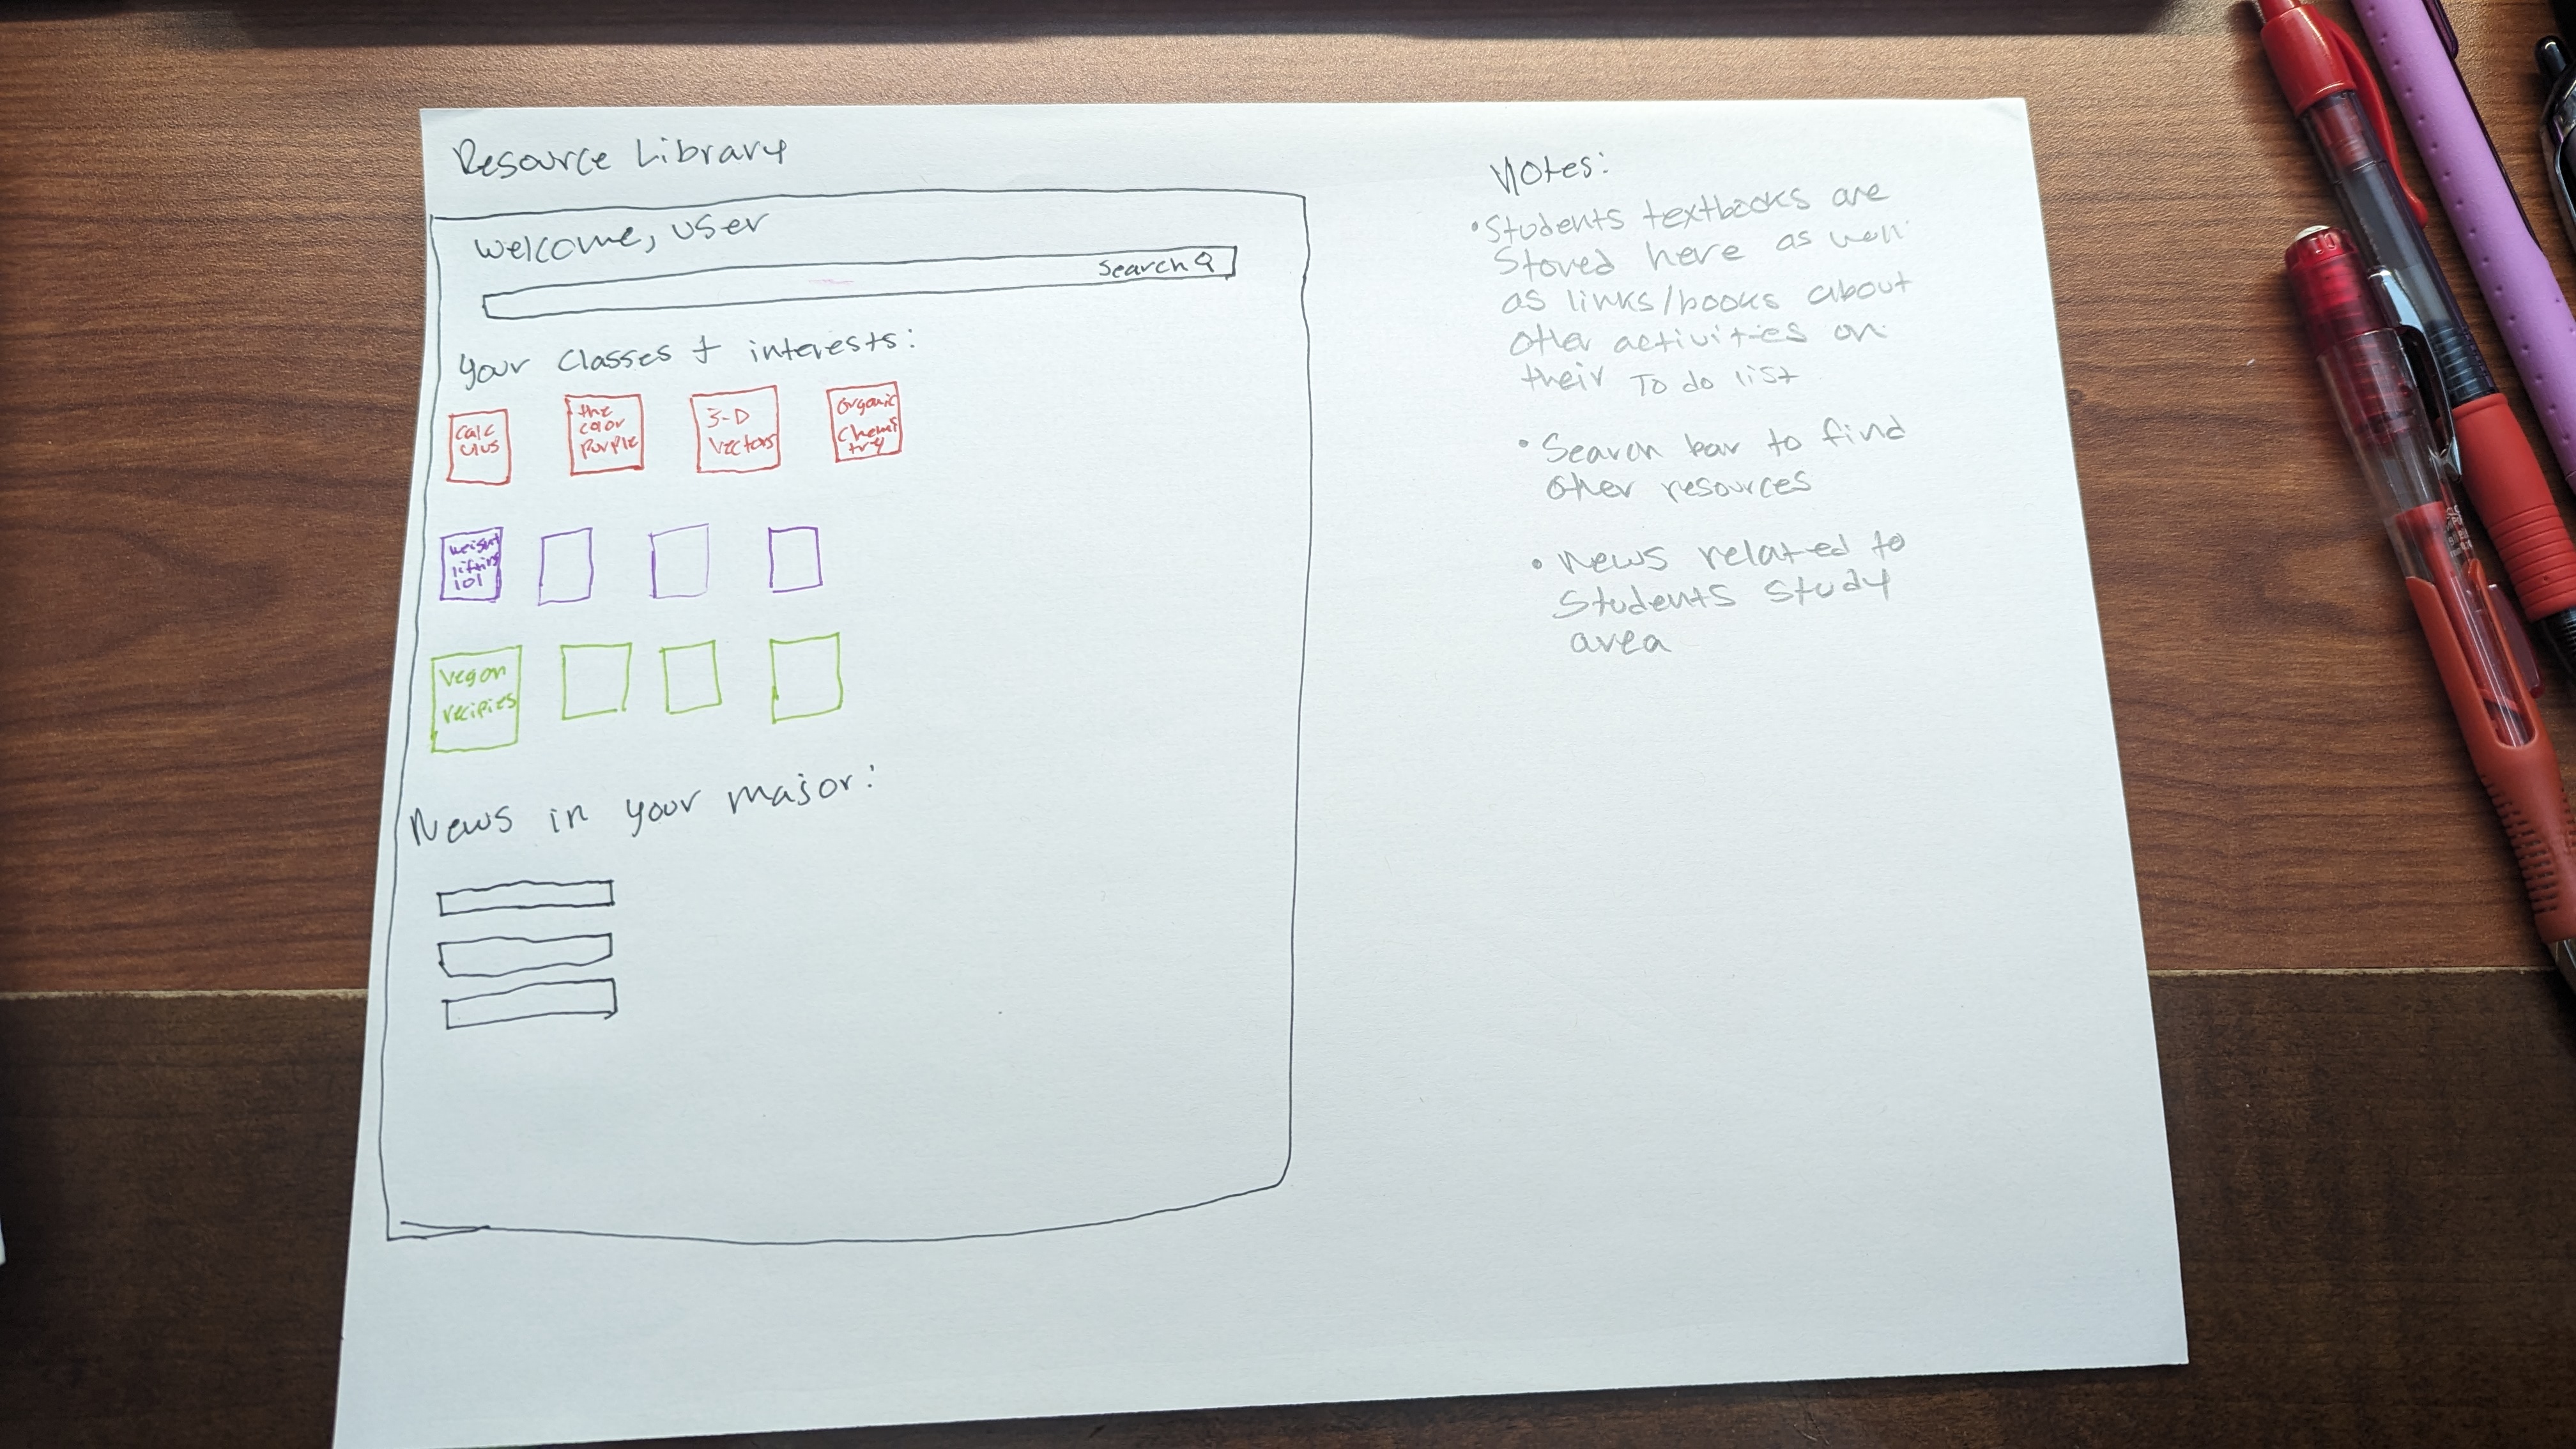 Resource Library
Welcome, user
Search
Your classes + interests:
Calc
ulus
the
color
purple
3-D
Vectors
Organic
Chemi
try
weight
lifting
101
Vegan
recipies
News in your major:
Notes:
• Students textbooks are
Stored here as well
as links/books about
other activities on
their To do list
• Search bar to find
other resources
• News related to
Students Study
area